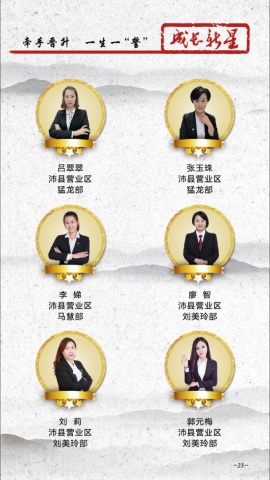 牵手晋升 一生一“誓”
成长新星
吕翠翠
沛县营业区
猛龙部
张玉珠
沛县营业区
猛龙部
李 娣
沛县营业区
马慧部
廖 智
沛县营业区
刘美玲部
刘 莉
沛县营业区
刘美玲部
郭元梅
沛县营业区
刘美玲部
-23-